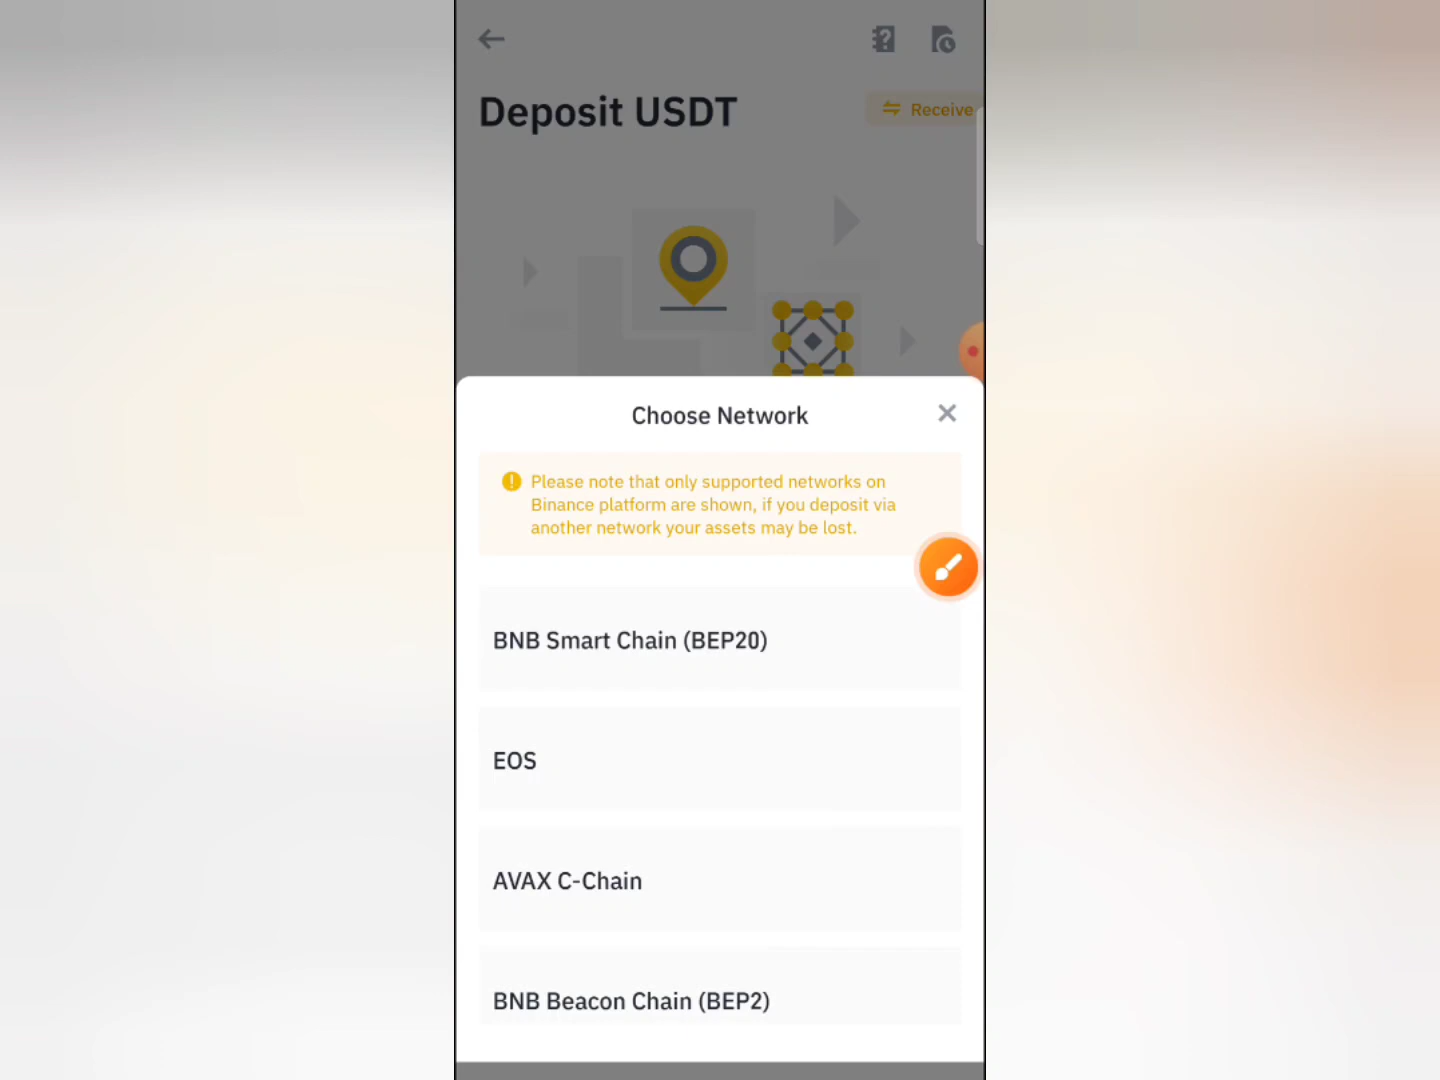 Deposit USDT
Receive
Choose Network
Please note that only supported networks on
Binance platform are shown, if you deposit via
another network your assets may be lost.
BNB Smart Chain (BEP20)
EOS
AVAX C-Chain
BNB Beacon Chain (BEP2)